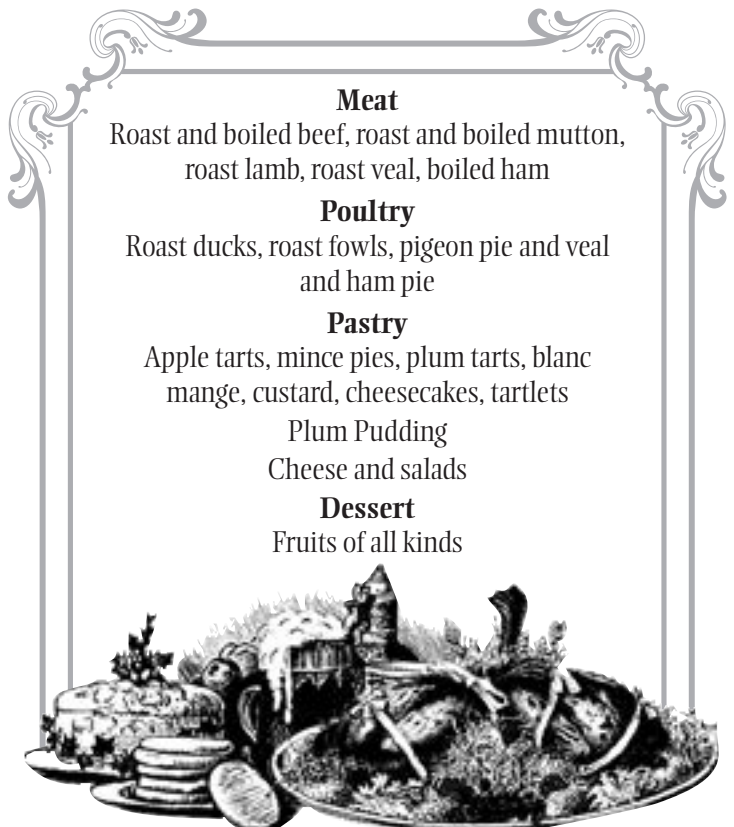 Meat
Roast and boiled beef, roast and boiled mutton,
roast lamb, roast veal, boiled ham
Poultry
Roast ducks, roast fowls, pigeon pie and veal
and ham pie
Pastry
Apple tarts, mince pies, plum tarts, blanc
mange, custard, cheesecakes, tartlets
Plum Pudding
Cheese and salads
Dessert
Fruits of all kinds